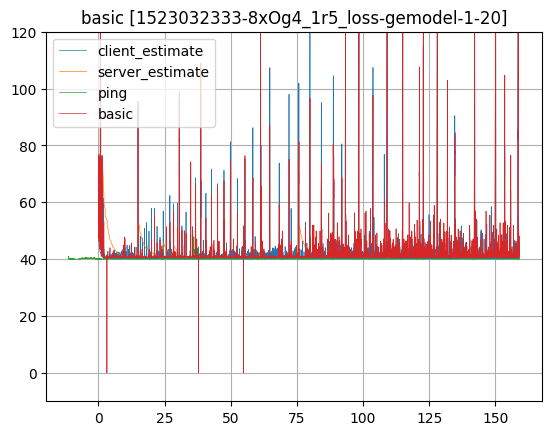 basic [1523032333-8xOg4_1r5_loss-gemodel-1-20]
120
100
80
60
40
20
0
client_estimate
server_estimate
ping
basic
0
25
50
75
100
125
150